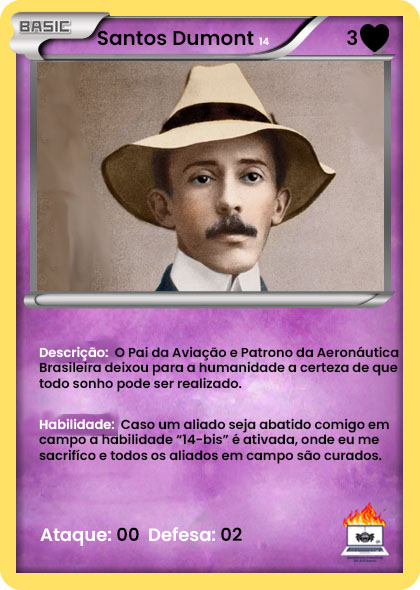 BASIC
Santos Dumont 14
3
Descrição: O Pai da Aviação e Patrono da Aeronáutica
Brasileira deixou para a humanidade a certeza de que
todo sonho pode ser realizado.
Habilidade: Caso um aliado seja abatido comigo em
campo a habilidade “14-bis” é ativada, onde eu me
sacrifíco e todos os aliados em campo são curados.
Ataque: 00 Defesa: 02